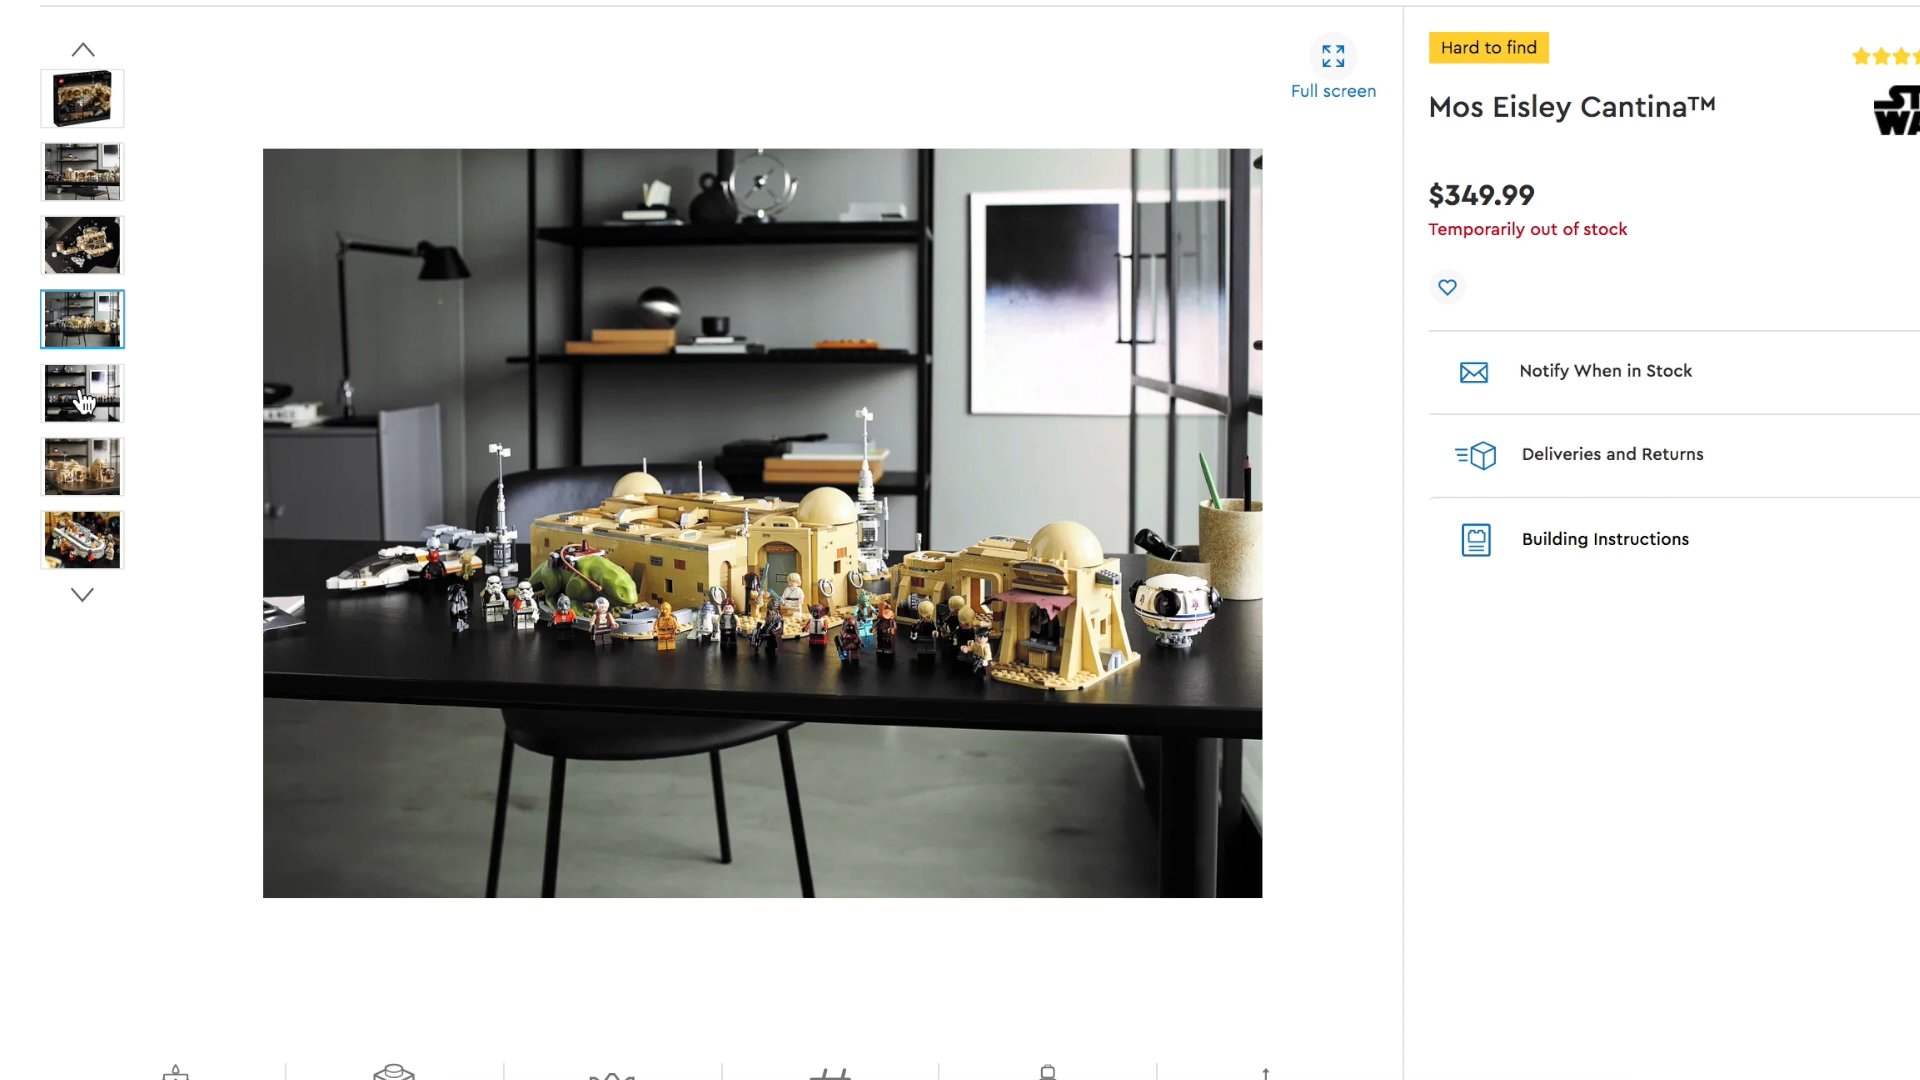 Full screen
Hard to find
Mos Eisley Cantina™
$349.99
Temporarily out of stock
Notify When in Stock
Deliveries and Returns
Building Instructions